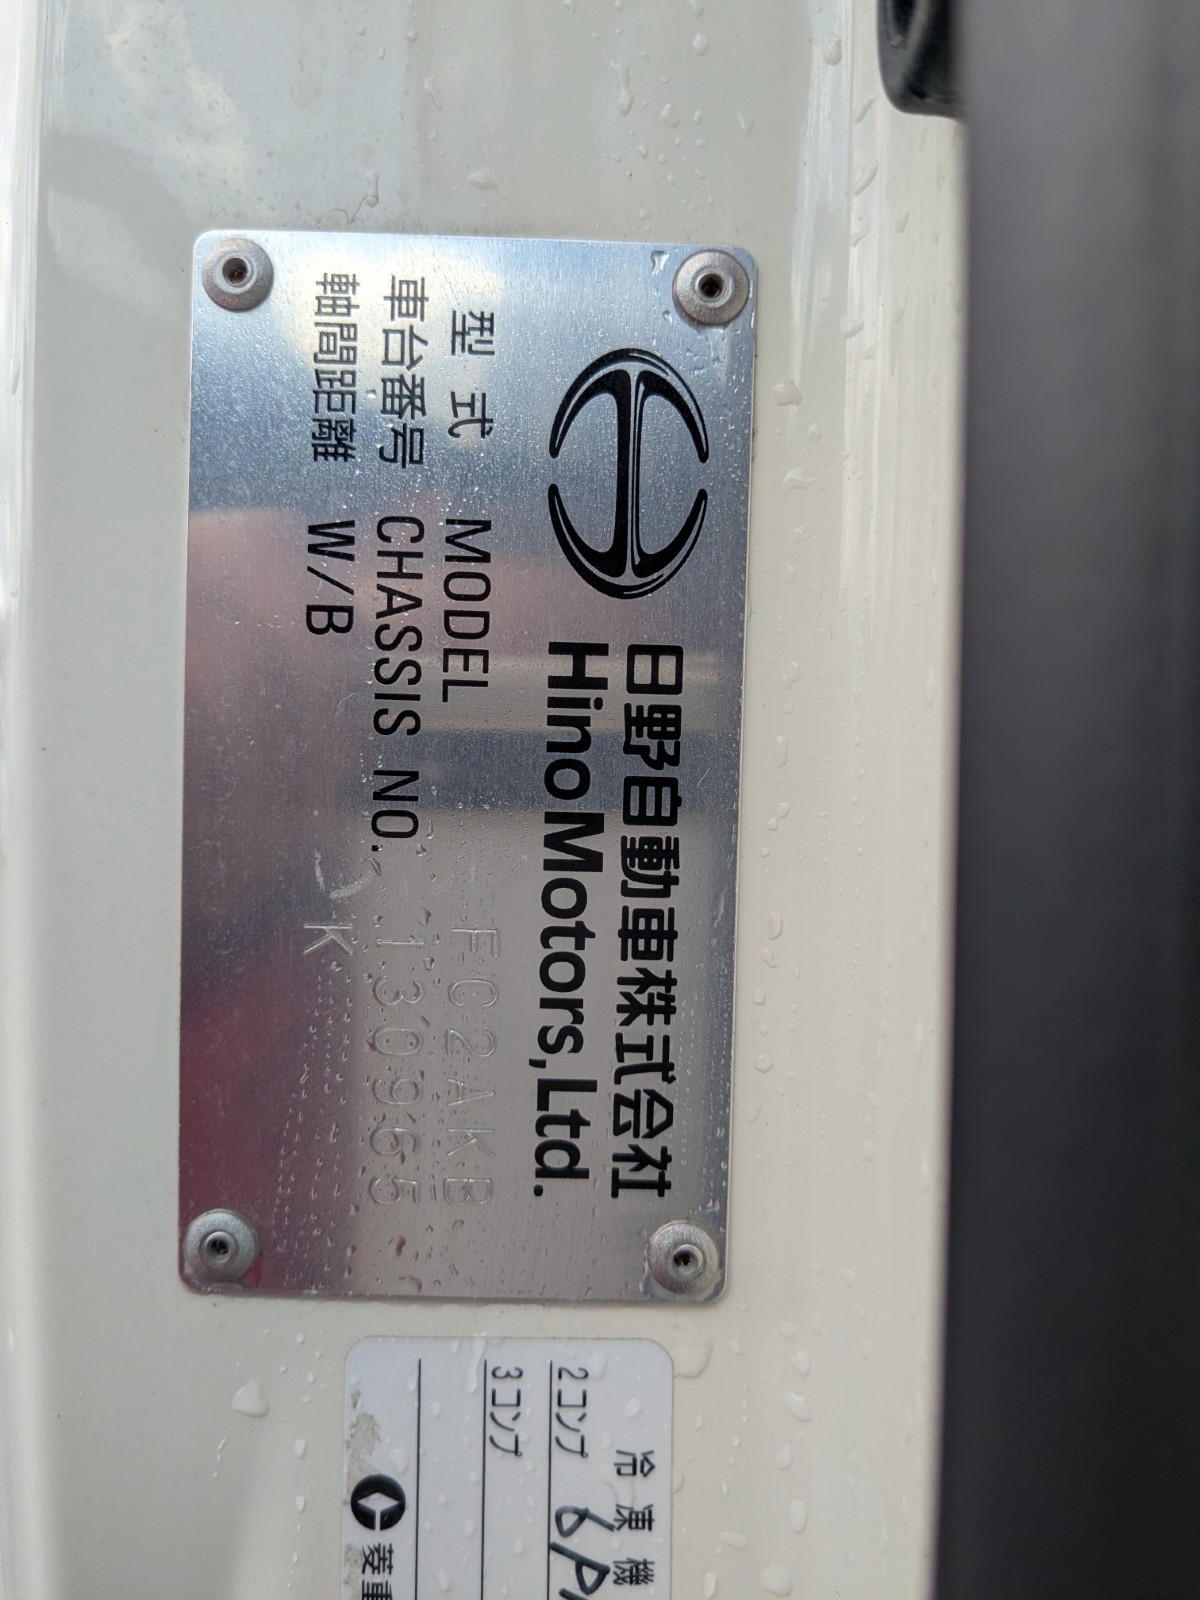 日野自動車株式会社
Hino Motors, Ltd.
型式 MODEL FC2AKB
車台番号 CHASSIS NO. 130965
軸間距離 W/B K
冷凍機
2コンプ
3コンプ
菱重